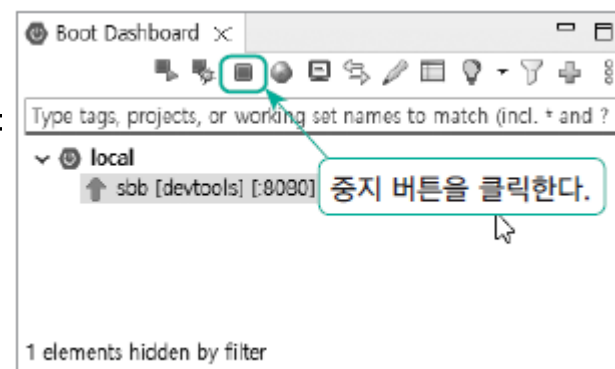 Boot Dashboard
Type tags, projects, or working set names to match (incl. * and ?
local
sbb [devtools] [:8080]
중지 버튼을 클릭한다.
1 elements hidden by filter